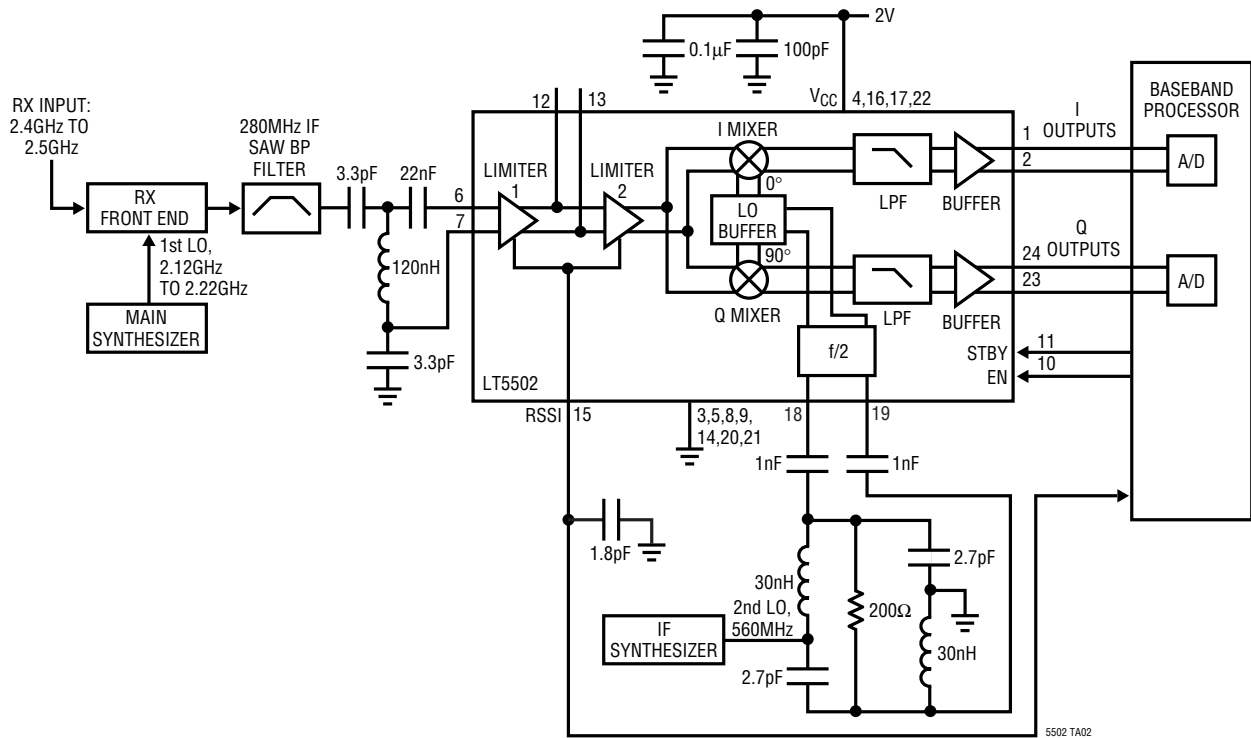 2V
0.1µF
100pF
12
13
VCC
4,16,17,22
BASEBAND
PROCESSOR
RX INPUT:
2.4GHz TO
2.5GHz
280MHz IF
SAW BP
FILTER
I MIXER
1
I
OUTPUTS
2
A/D
3.3pF
22nF
LIMITER
1
LIMITER
2
0°
LPF
BUFFER
RX
FRONT END
6
7
LO
BUFFER
Q
OUTPUTS
1st LO,
2.12GHz
TO 2.22GHz
120nH
90°
24
23
A/D
MAIN
SYNTHESIZER
Q MIXER
LPF
BUFFER
3.3pF
f/2
STBY
11
EN
10
LT5502
RSSI
15
3,5,8,9,
14,20,21
18
19
1nF
1nF
1.8pF
2.7pF
30nH
2nd LO,
560MHz
200Ω
IF
SYNTHESIZER
30nH
2.7pF
5502 TA02